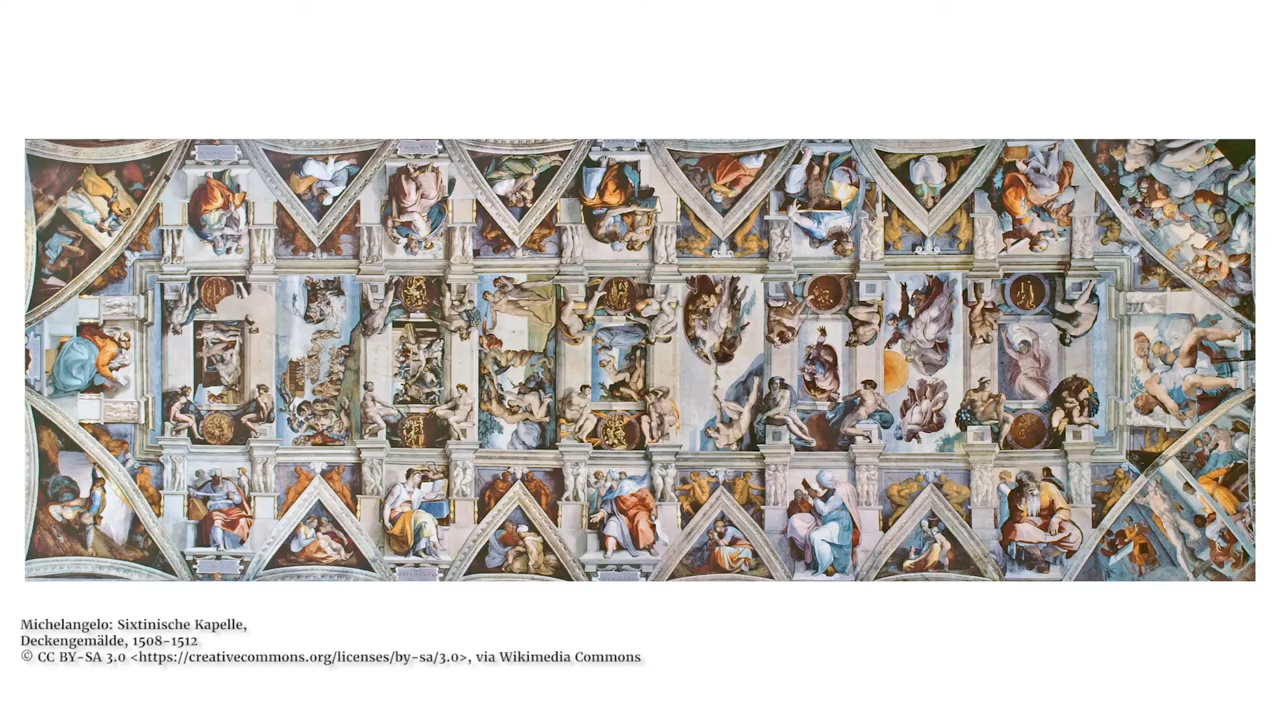 Michelangelo: Sixtinische Kapelle,
Deckengemälde, 1508-1512
© CC BY-SA 3.0 <https://creativecommons.org/licenses/by-sa/3.0>, via Wikimedia Commons